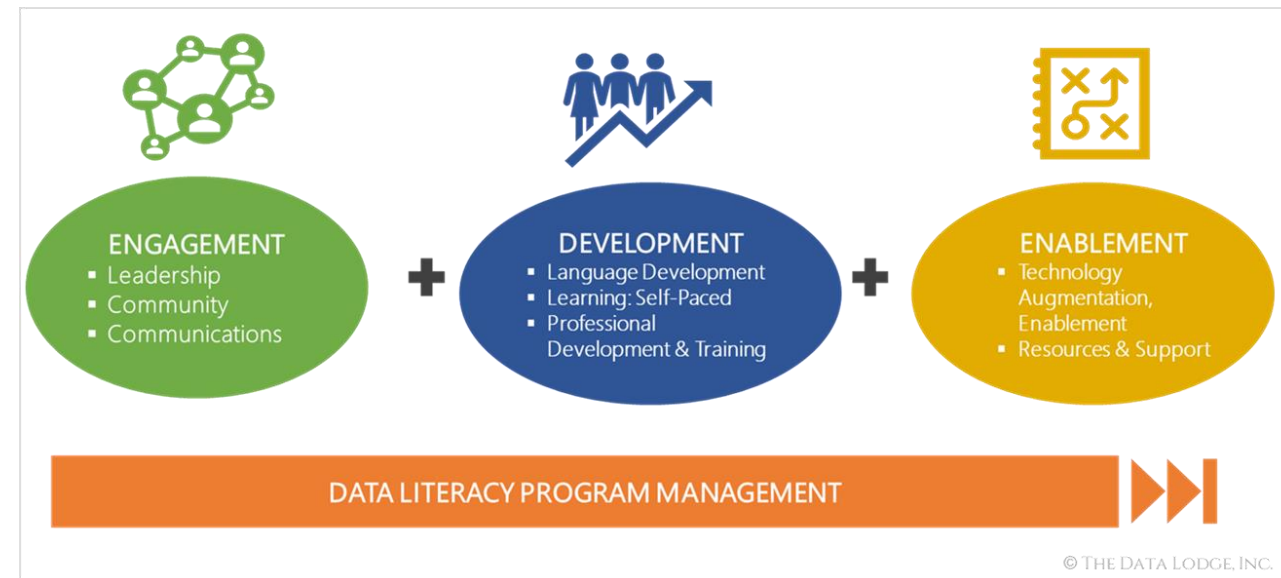 ENGAGEMENT
▪ Leadership
▪ Community
▪ Communications
DEVELOPMENT
▪ Language Development
▪ Learning: Self-Paced
▪ Professional
Development & Training
ENABLEMENT
▪ Technology
Augmentation,
Enablement
▪ Resources & Support
DATA LITERACY PROGRAM MANAGEMENT
© THE DATA LODGE, INC.